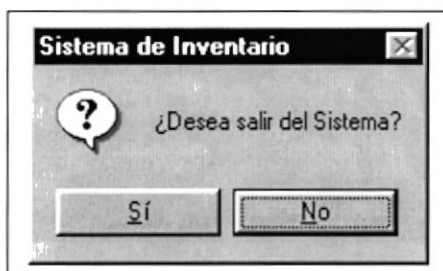 Sistema de Inventario
¿Desea salir del Sistema?
Sí
No